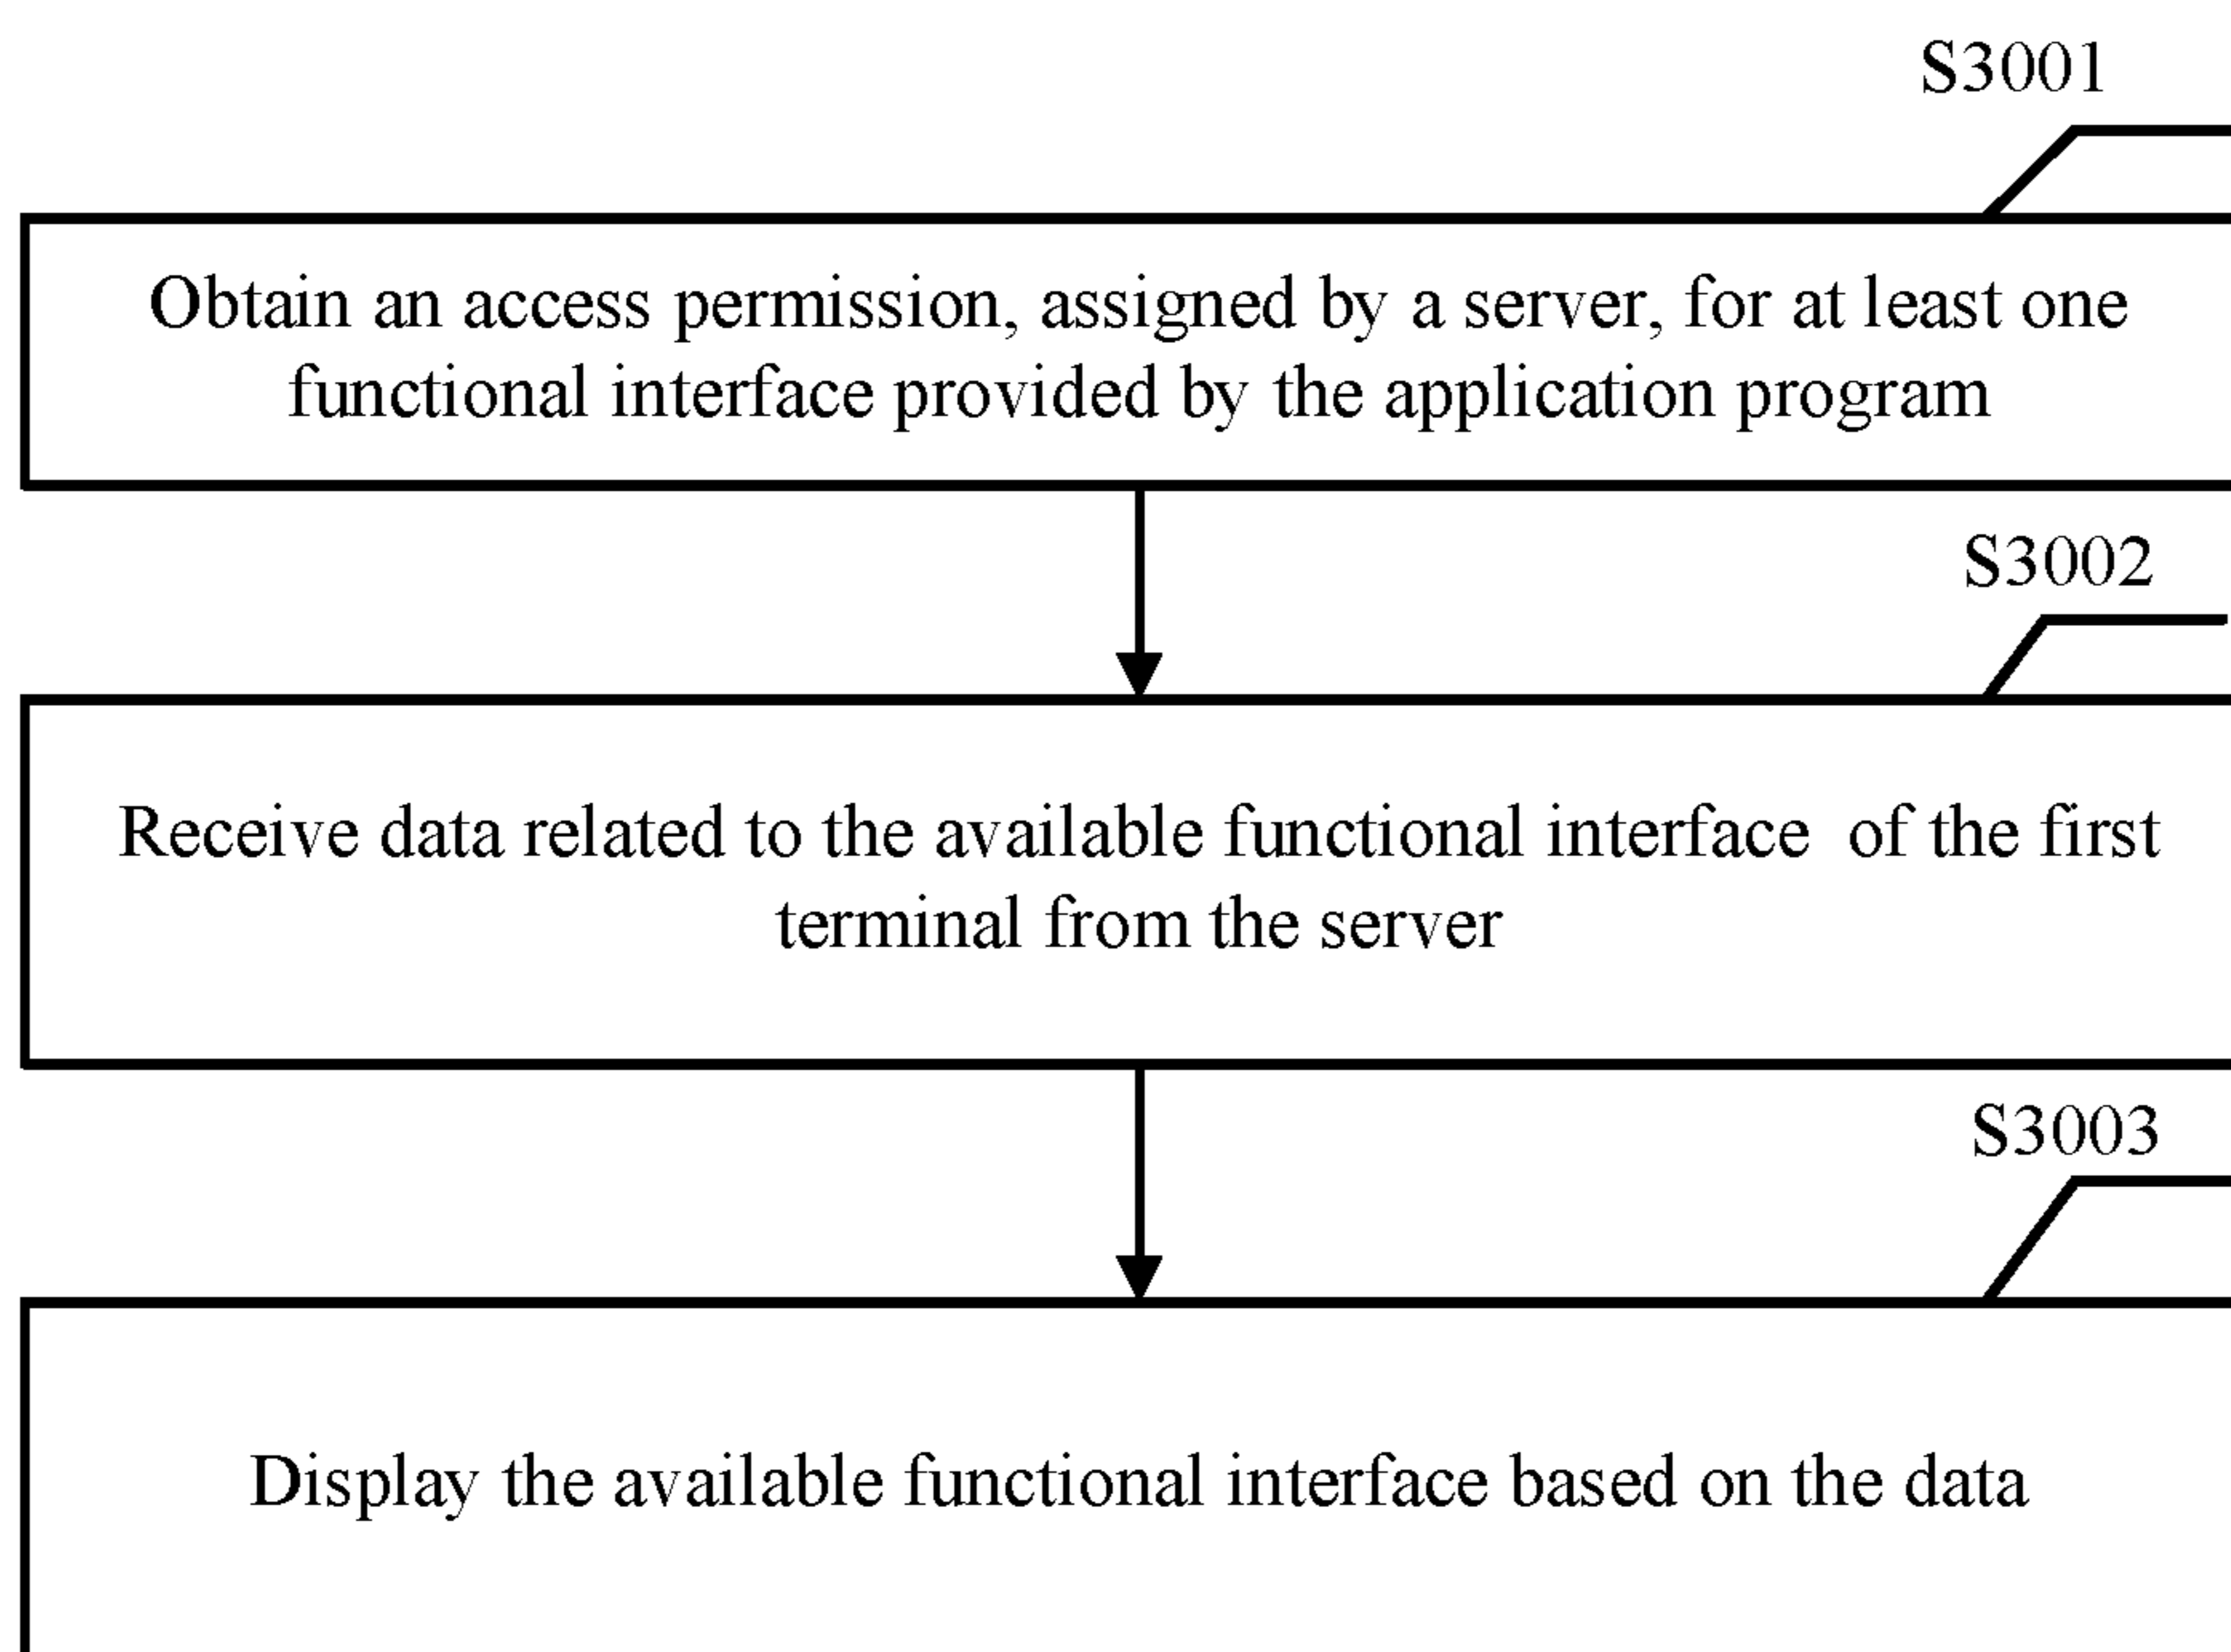 S3001
Obtain an access permission, assigned by a server, for at least one
functional interface provided by the application program
S3002
Receive data related to the available functional interface of the first
terminal from the server
S3003
Display the available functional interface based on the data